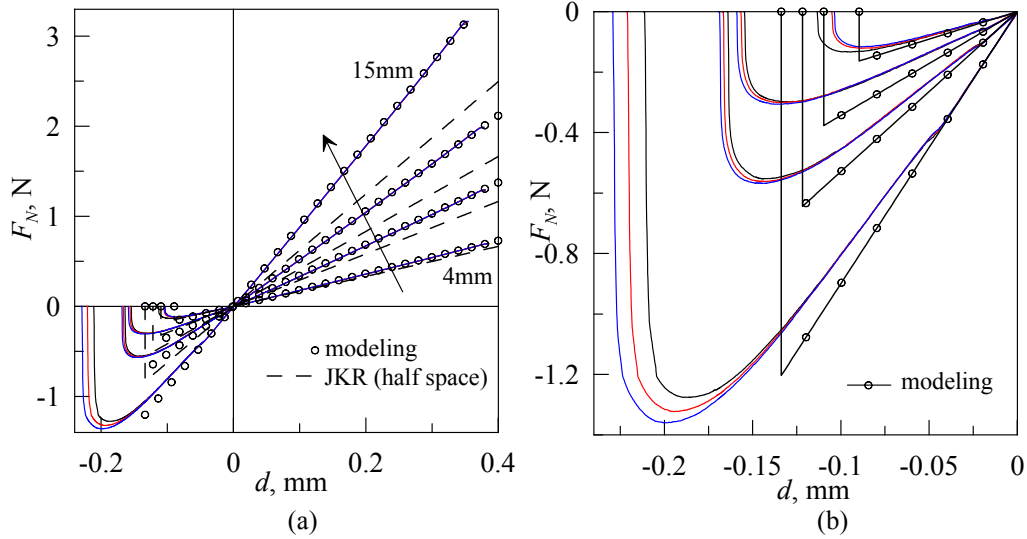 3
2
1
0
-1
F_N, N
15mm
4mm
modeling
JKR (half space)
-0.2
0
0.2
0.4
d, mm
(a)
0
-0.4
-0.8
-1.2
F_N, N
modeling
-0.2
-0.15
-0.1
-0.05
0
d, mm
(b)